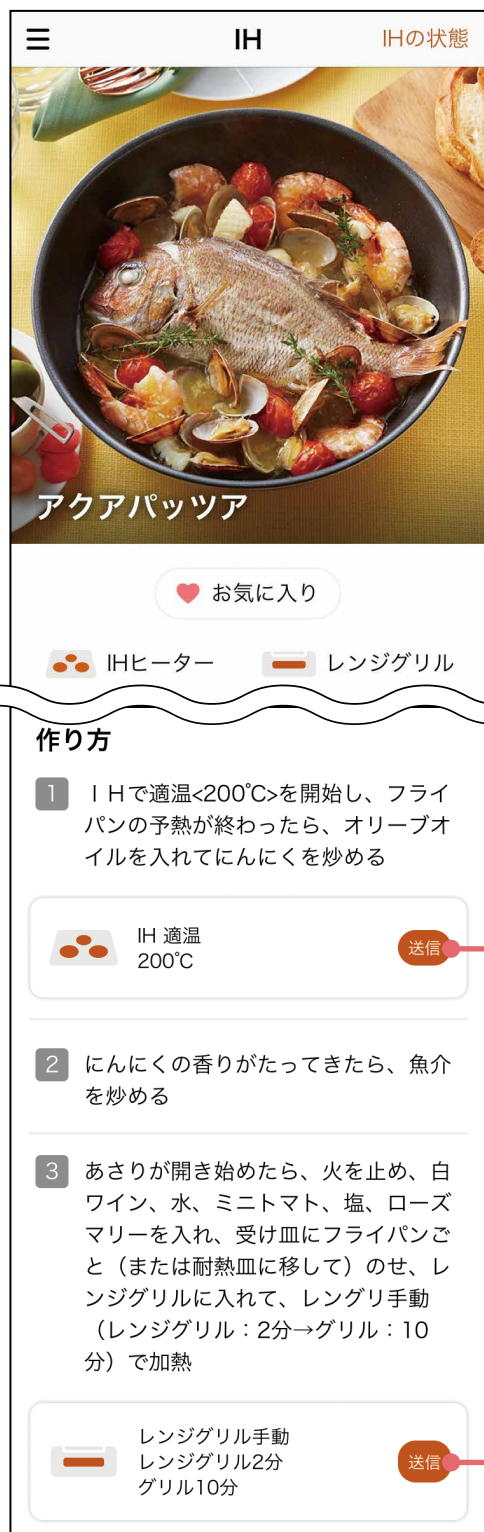 IH
IHの状態
アクアパッツア
お気に入り
IHヒーター
レンジグリル
作り方
1
ＩＨで適温<200℃>を開始し、フライ
パンの予熱が終わったら、オリーブオ
イルを入れてにんにくを炒める
IH 適温
200℃
送信
2
にんにくの香りがたってきたら、魚介
を炒める
3
あさりが開き始めたら、火を止め、白
ワイン、水、ミニトマト、塩、ローズ
マリーを入れ、受け皿にフライパンご
と（または耐熱皿に移して）のせ、レ
ンジグリルに入れて、レングリ手動
（レンジグリル：2分→グリル：10
分）で加熱
レンジグリル手動
レンジグリル2分
グリル10分
送信